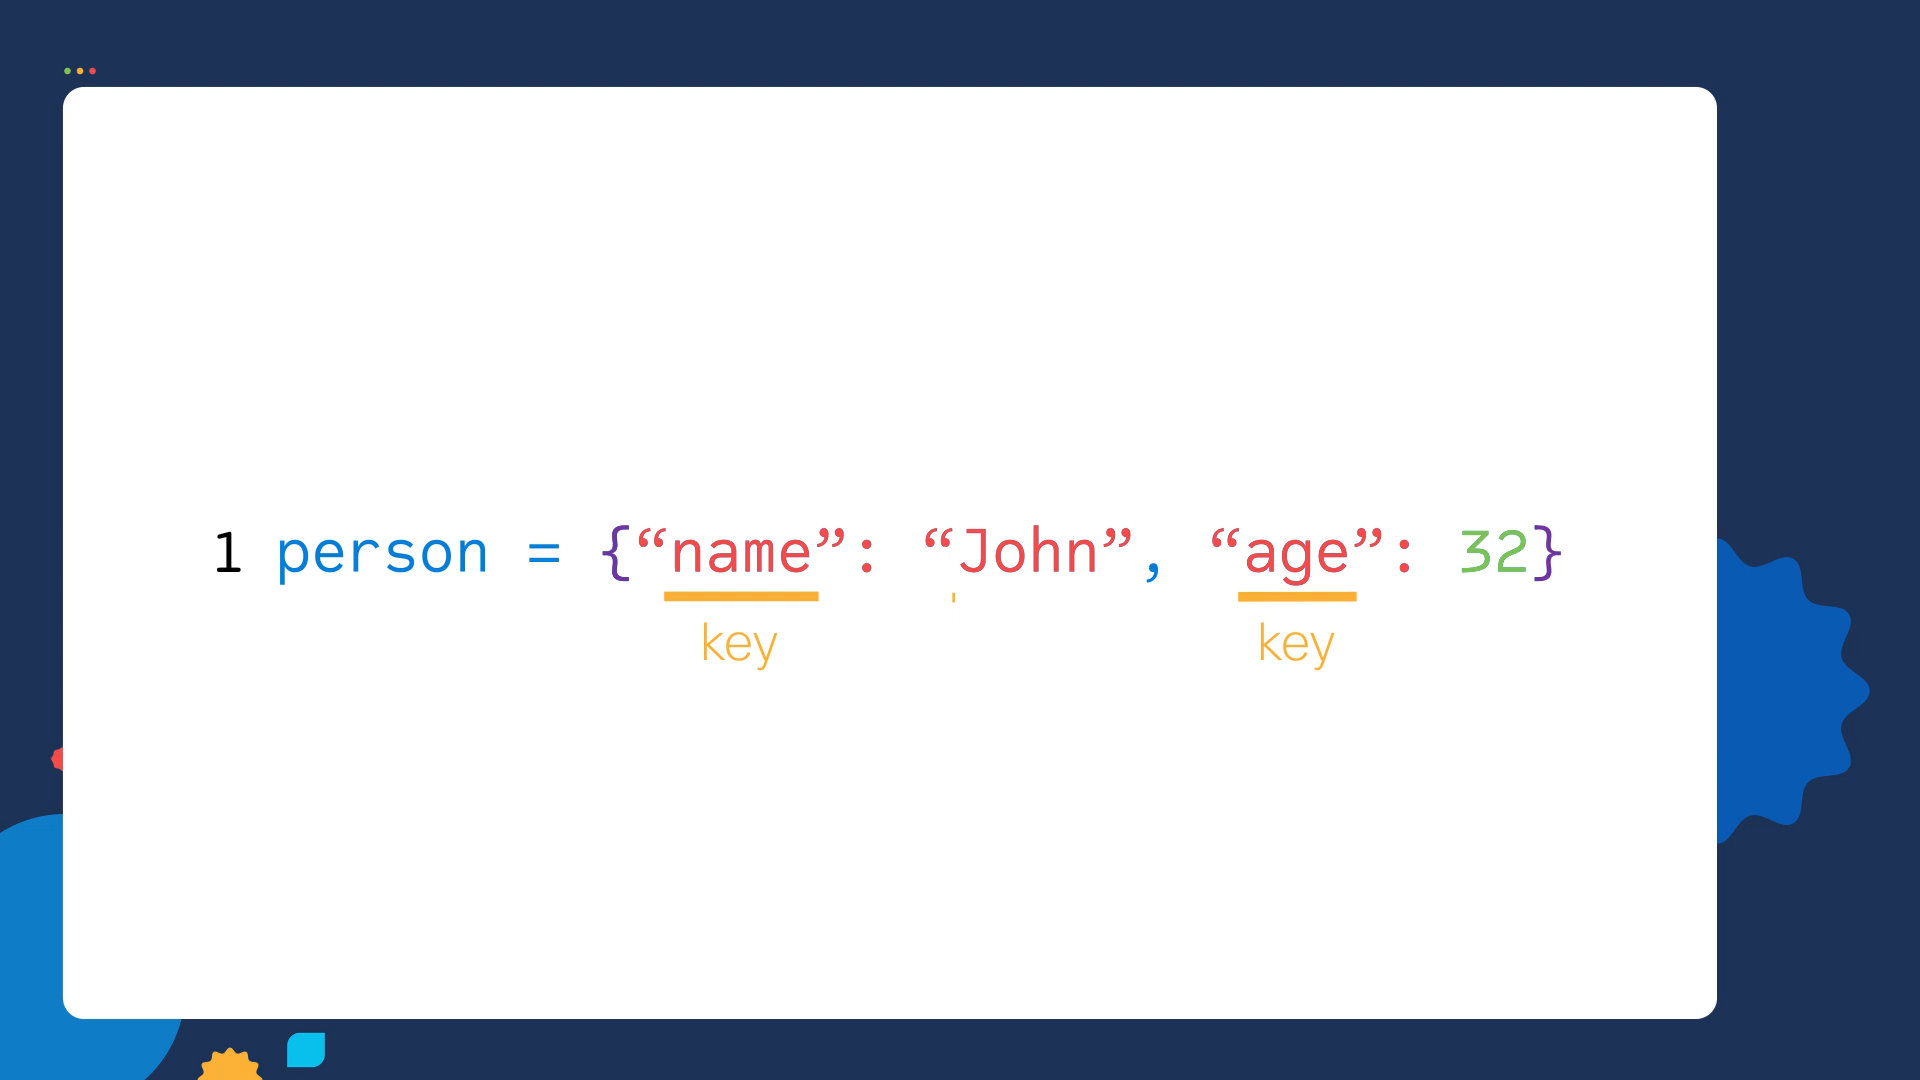 1 person = {“name”: “John”, “age”: 32}
key key